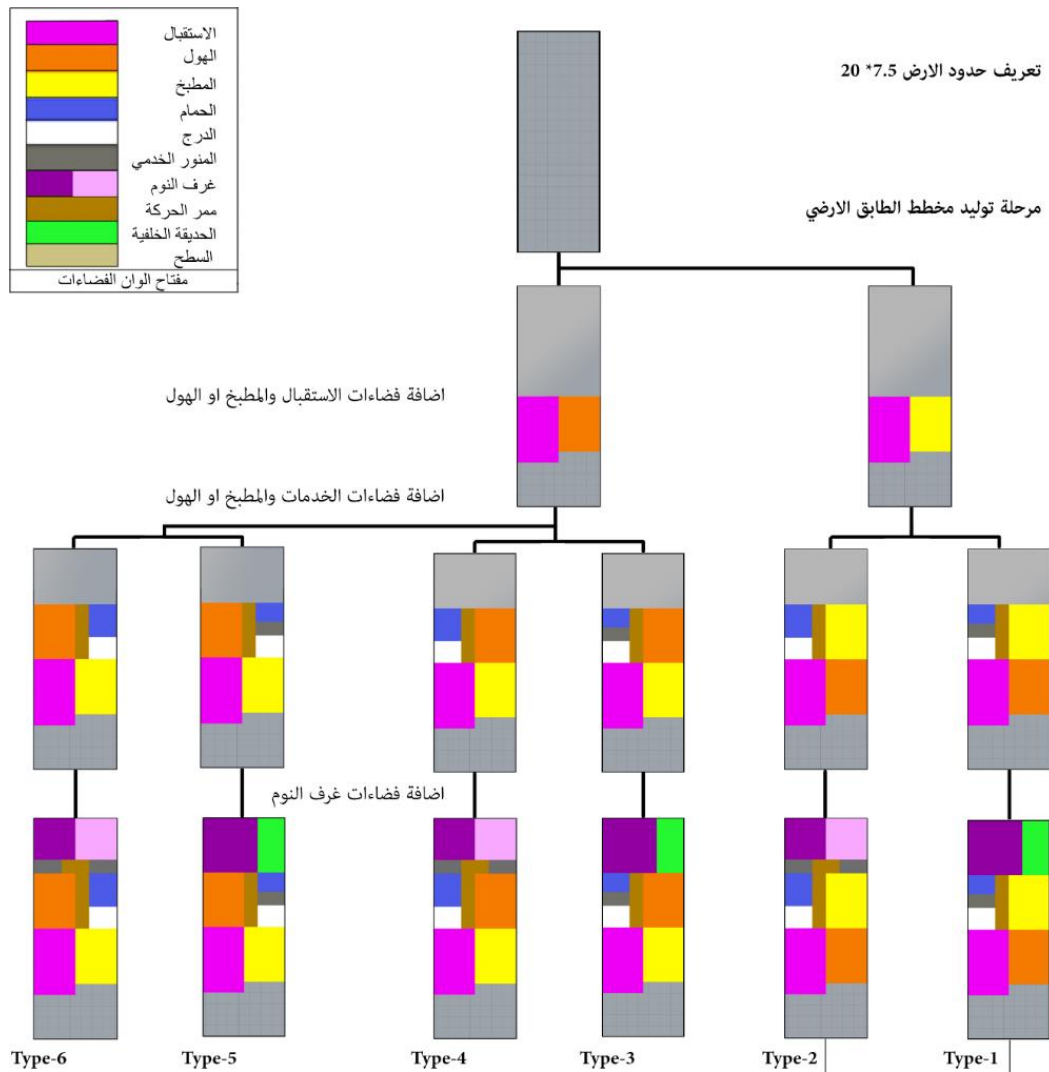 الاستقبال
الهول
المطبخ
الحمام
الدرج
المنور الخدمي
غرف النوم
ممر الحركة
الحديقة الخلفية
السطح
مفتاح الوان الفضاءات
تعريف حدود الارض 7.5* 20
مرحلة توليد مخطط الطابق الارضي
اضافة فضاءات الاستقبال والمطبخ او الهول
اضافة فضاءات الخدمات والمطبخ او الهول
اضافة فضاءات غرف النوم
Type-6 Type-5 Type-4 Type-3 Type-2 Type-1